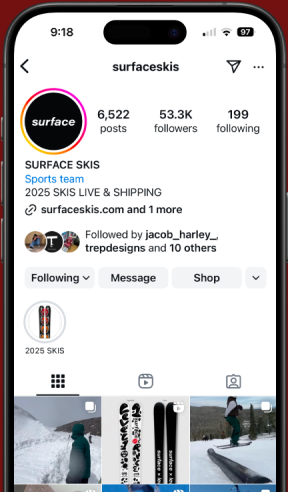 9:18
97
surfaceskis
surface
6,522 53.3K 199
posts followers following
SURFACE SKIS
Sports team
2025 SKIS LIVE & SHIPPING
surfaceskis.com and 1 more
Followed by jacob_harley_,
trepdesigns and 10 others
Following Message Shop
2025 SKIS
surface surface